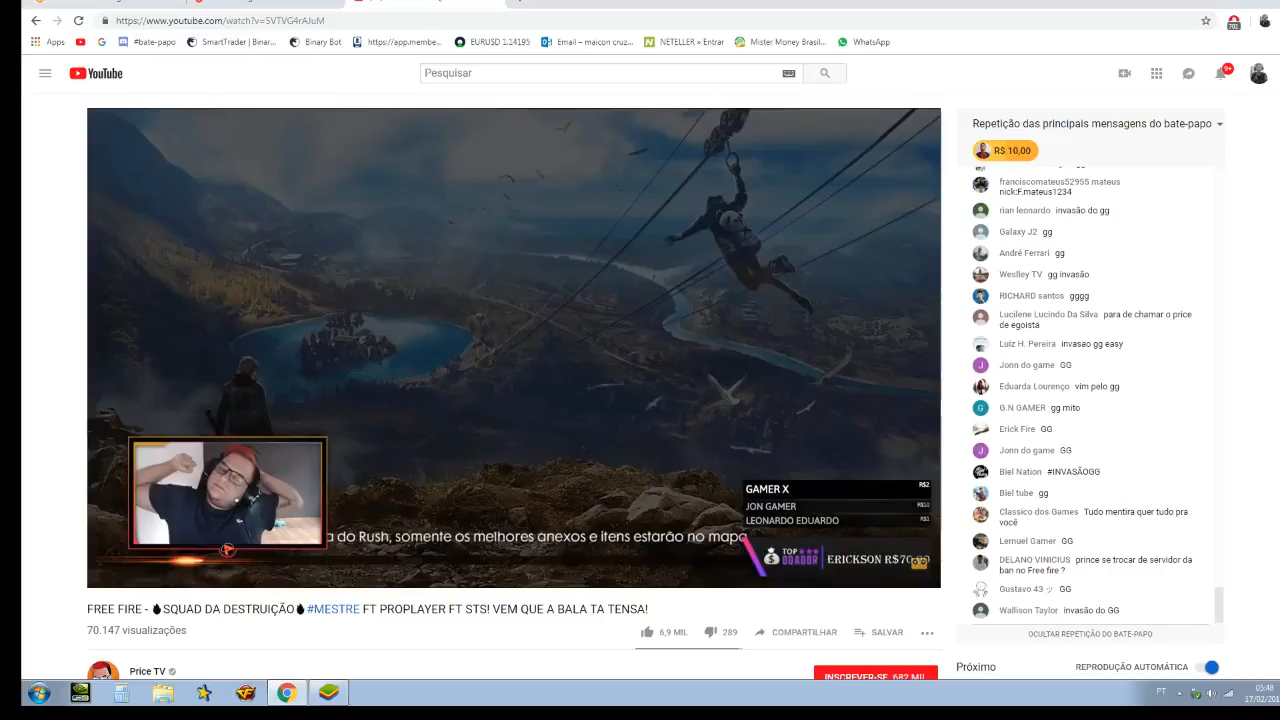 https://www.youtube.com/watch?v=5VTVG4rAJuM
701
Apps
#bate-papo
SmartTrader | Binar...
Binary Bot
https://app.membe...
EURUSD 1.14195
Email – maicon cruz...
NETELLER » Entrar
Mister Money Brasil...
WhatsApp
YouTube
Pesquisar
9+
Repetição das principais mensagens do bate-papo
R$ 10,00
franciscomateus52955 mateus
nick:F.mateus1234
rian leonardo invasão do gg
Galaxy J2 gg
André Ferrari gg
Weslley TV gg invasão
RICHARD santos gggg
Lucilene Lucindo Da Silva para de chamar o price
de egoista
Luiz H. Pereira invasao gg easy
Jonn do game GG
Eduarda Lourenço vim pelo gg
G.N GAMER gg mito
Erick Fire GG
Jonn do game GG
Biel Nation #INVASÃOGG
Biel tube gg
Classico dos Games Tudo mentira quer tudo pra
você
Lemuel Gamer GG
DELANO VINICIUS prince se trocar de servidor da
ban no Free fire ?
Gustavo 43 ツ GG
Wallison Taylor invasão do GG
OCULTAR REPETIÇÃO DO BATE-PAPO
GAMER X R$2
JON GAMER R$10
LEONARDO EDUARDO R$1
a do Rush, somente os melhores anexos e itens estarão no mapa
TOP DOADOR ERICKSON R$70,
FREE FIRE - SQUAD DA DESTRUIÇÃO #MESTRE FT PROPLAYER FT STS! VEM QUE A BALA TA TENSA!
70.147 visualizações
6,9 MIL
289
COMPARTILHAR
SALVAR
Price TV
INSCREVER-SE 682 MIL
Próximo
REPRODUÇÃO AUTOMÁTICA
PT
05:48
17/02/201